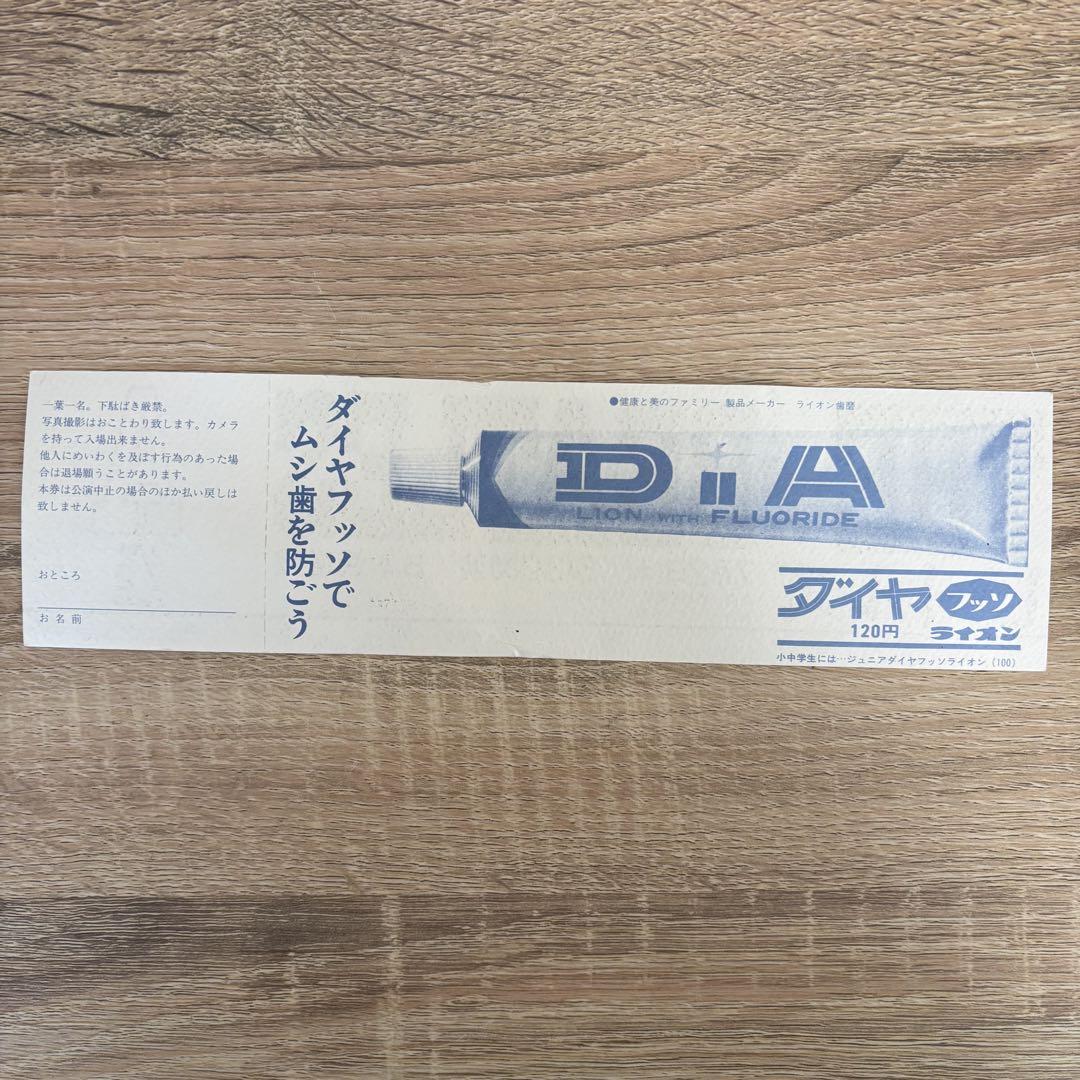 一葉一名。下駄ばき厳禁。
写真撮影はおことわり致します。カメラ
を持って入場出来ません。
他人にめいわくを及ぼす行為のあった場
合は退場願うことがあります。
本券は公演中止の場合のほか払い戻しは
致しません。
おところ
お名前
ダイヤフッソで
ムシ歯を防ごう
●健康と美のファミリー 製品メーカー ライオン歯磨
DiA
LION WITH FLUORIDE
ダイヤ
フッソ
120円
ライオン
小中学生には…ジュニアダイヤフッソライオン(100)